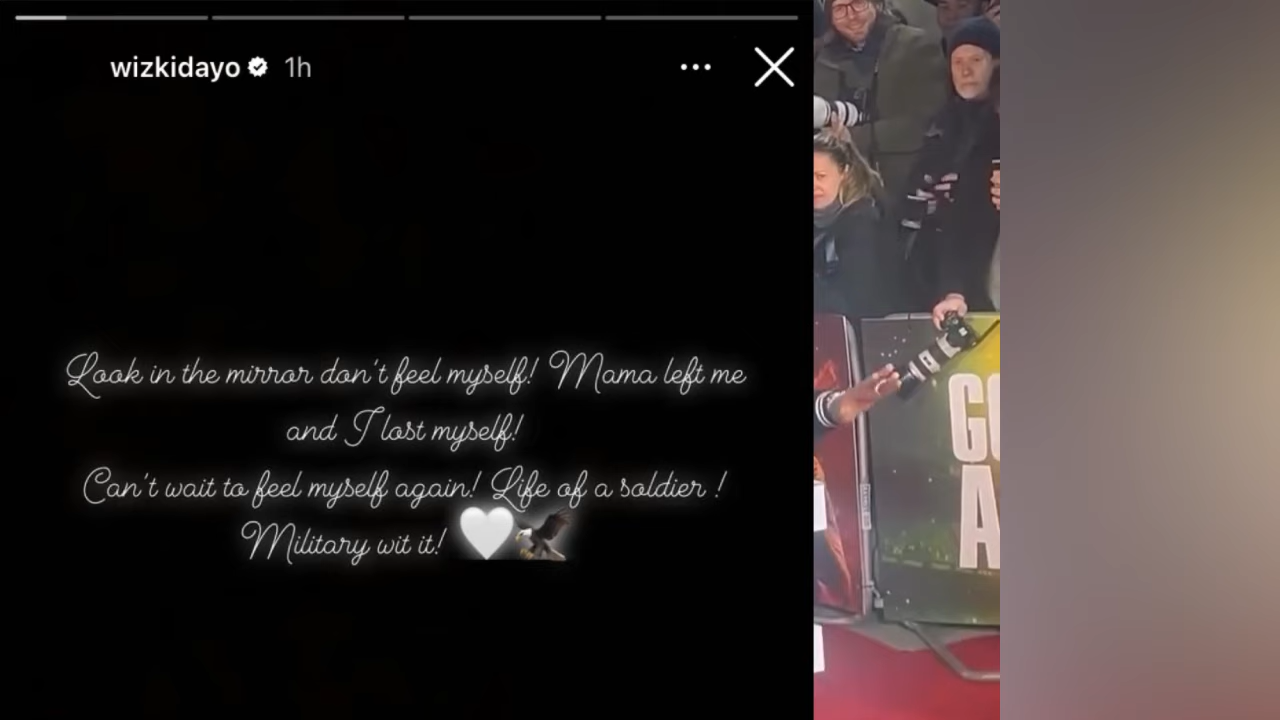 wizkidayo 1h
Look in the mirror don't feel myself! Mama left me
and I lost myself!
Can't wait to feel myself again! Life of a soldier !
Military wit it! 🤍🦅